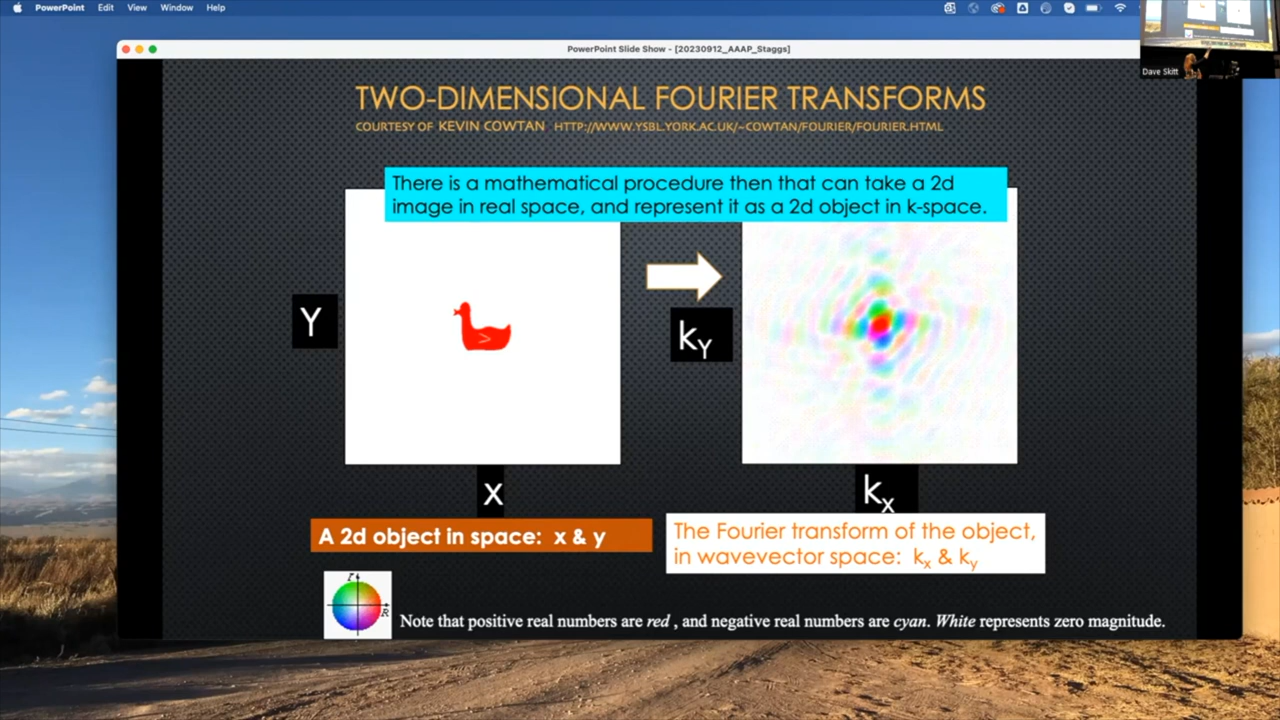 PowerPoint Edit View Window Help
PowerPoint Slide Show - [20230912_AAAP_Staggs]
Dave Skitt
TWO-DIMENSIONAL FOURIER TRANSFORMS
COURTESY OF KEVIN COWTAN HTTP://WWW.YSBL.YORK.AC.UK/~COWTAN/FOURIER/FOURIER.HTML
There is a mathematical procedure then that can take a 2d
image in real space, and represent it as a 2d object in k-space.
Y
kY
x
kx
A 2d object in space: x & y
The Fourier transform of the object,
in wavevector space: kx & ky
i
R
Note that positive real numbers are red , and negative real numbers are cyan. White represents zero magnitude.